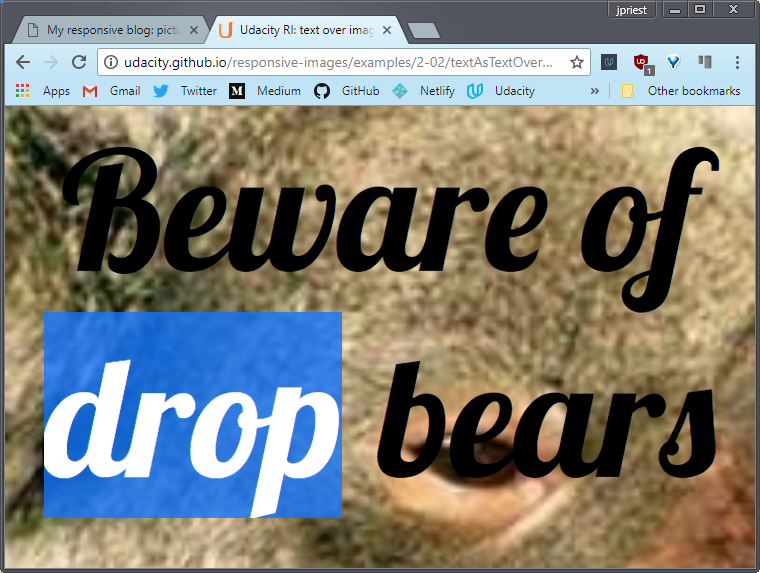 jpriest
My responsive blog: pictu
Udacity RI: text over imag
udacity.github.io/responsive-images/examples/2-02/textAsTextOver...
Apps Gmail Twitter Medium GitHub Netlify Udacity » Other bookmarks
1
Beware of
drop bears